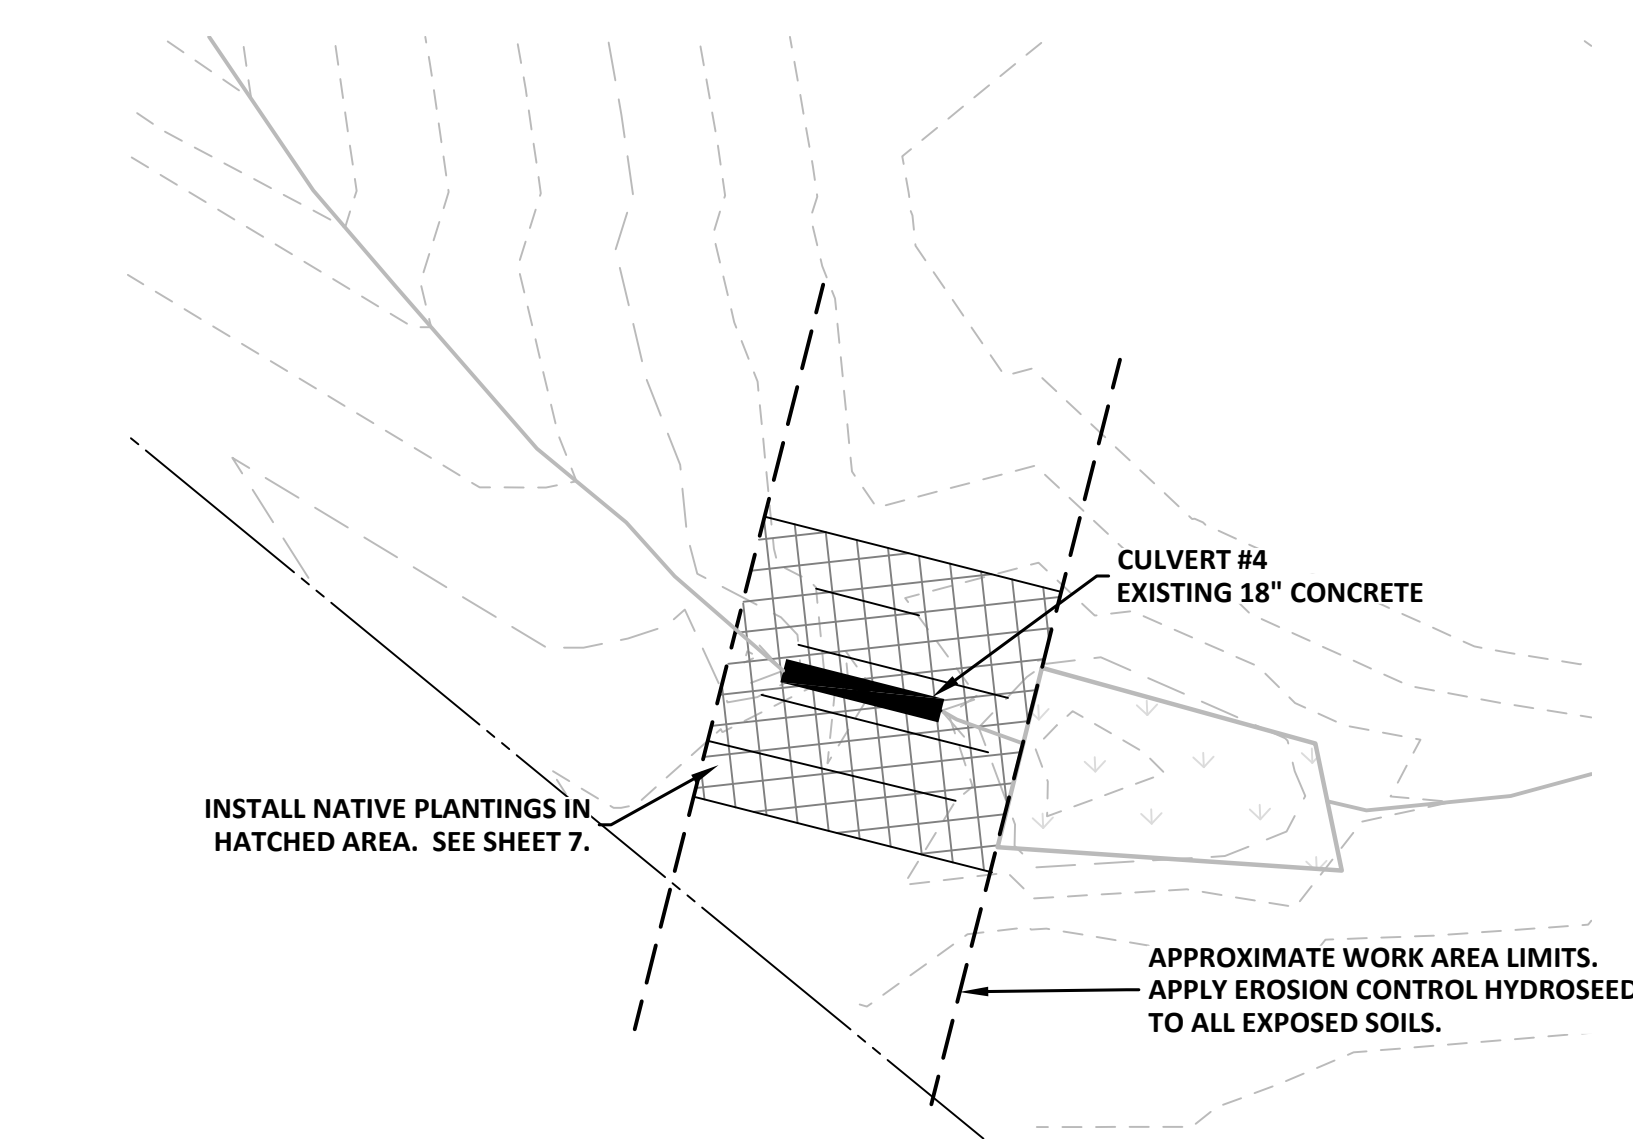 CULVERT #4
EXISTING 18" CONCRETE
INSTALL NATIVE PLANTINGS IN
HATCHED AREA.  SEE SHEET 7.
APPROXIMATE WORK AREA LIMITS.
APPLY EROSION CONTROL HYDROSEED
TO ALL EXPOSED SOILS.